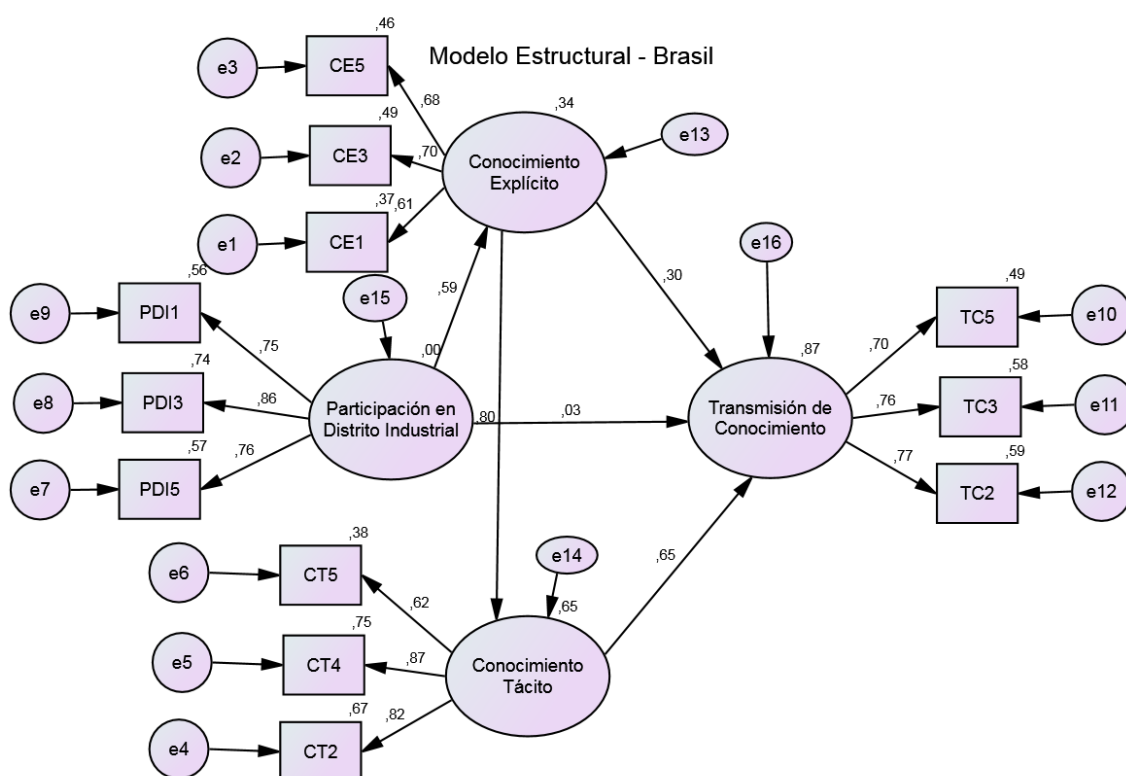 ,46
Modelo Estructural - Brasil
e3
CE5
,68
,34
e13
,49
e2
CE3
,70
Conocimiento
Explícito
,37
,61
e1
CE1
e16
,56
,59
e15
,30
,49
e9
PDI1
TC5
e10
,75
,00
,70
,87
,74
,58
e8
PDI3
,86
Participación en
Distrito Industrial
,80
,03
Transmisión de
Conocimiento
,76
TC3
e11
,57
,76
,77
,59
e7
PDI5
TC2
e12
,38
e14
,65
e6
CT5
,62
,65
,75
e5
CT4
,87
Conocimiento
Tácito
,67
,82
e4
CT2